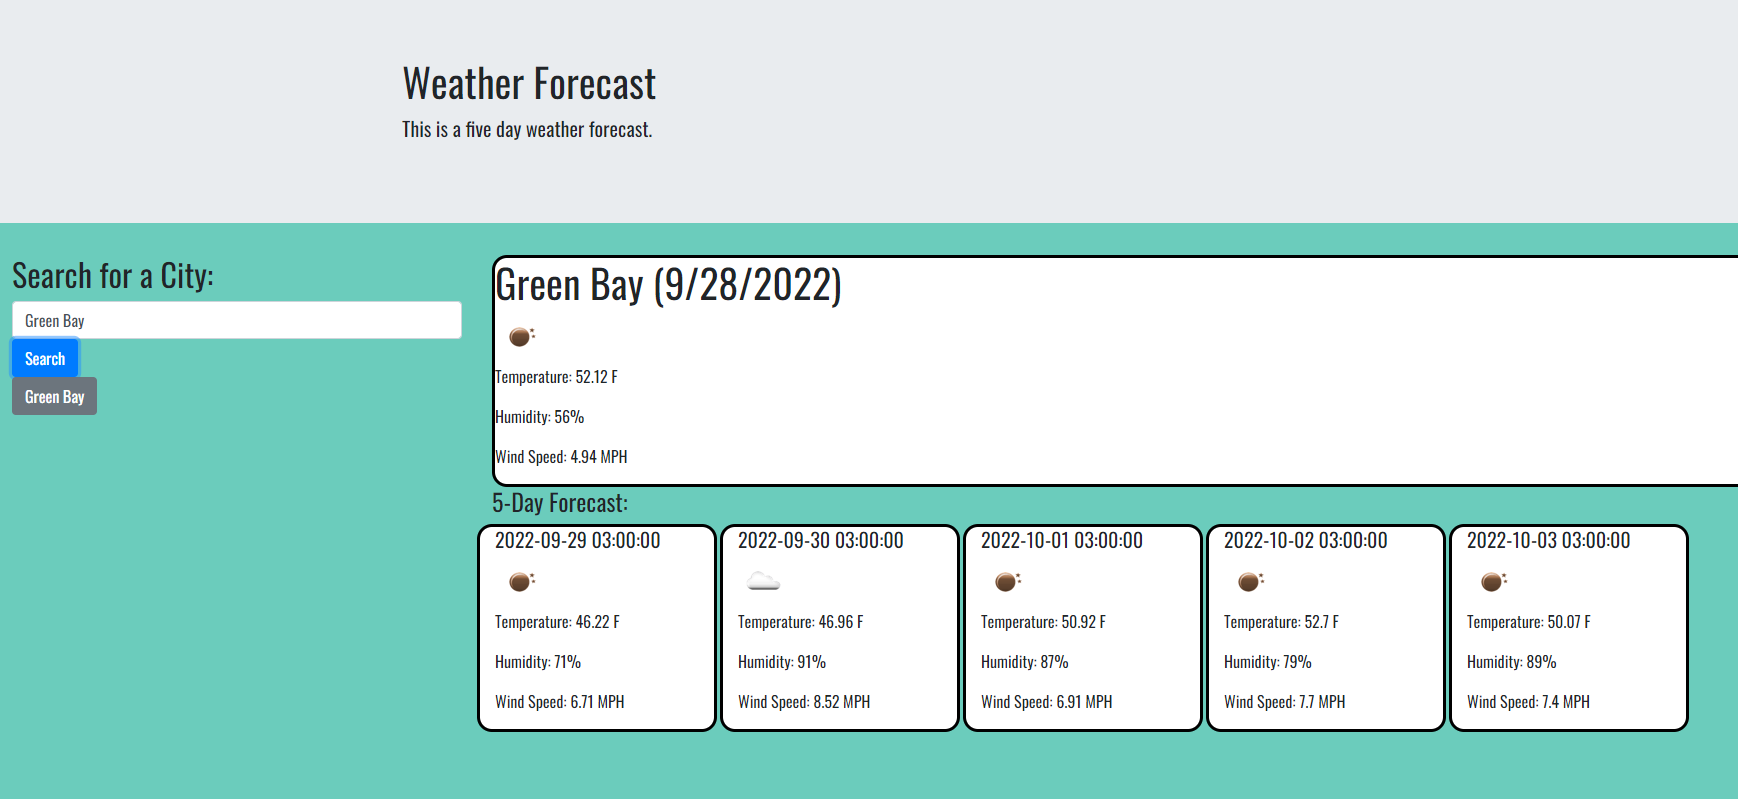 Weather Forecast
This is a five day weather forecast.
Search for a City:
Green Bay
Search
Green Bay
Green Bay (9/28/2022)
Temperature: 52.12 F
Humidity: 56%
Wind Speed: 4.94 MPH
5-Day Forecast:
2022-09-29 03:00:00
Temperature: 46.22 F
Humidity: 71%
Wind Speed: 6.71 MPH
2022-09-30 03:00:00
Temperature: 46.96 F
Humidity: 91%
Wind Speed: 8.52 MPH
2022-10-01 03:00:00
Temperature: 50.92 F
Humidity: 87%
Wind Speed: 6.91 MPH
2022-10-02 03:00:00
Temperature: 52.7 F
Humidity: 79%
Wind Speed: 7.7 MPH
2022-10-03 03:00:00
Temperature: 50.07 F
Humidity: 89%
Wind Speed: 7.4 MPH